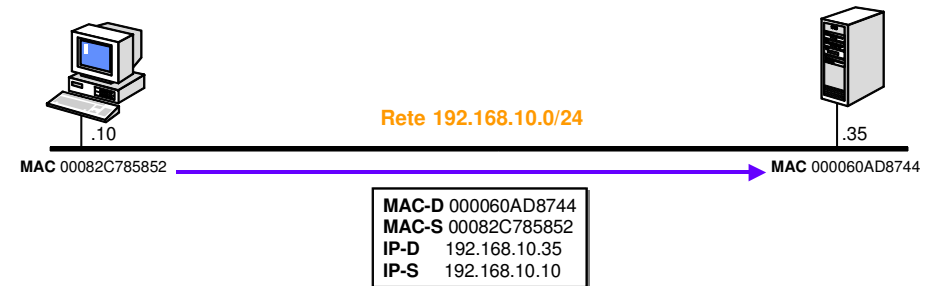 Rete 192.168.10.0/24
.10
.35
MAC 00082C785852
MAC 000060AD8744
MAC-D 000060AD8744
MAC-S 00082C785852
IP-D 192.168.10.35
IP-S 192.168.10.10